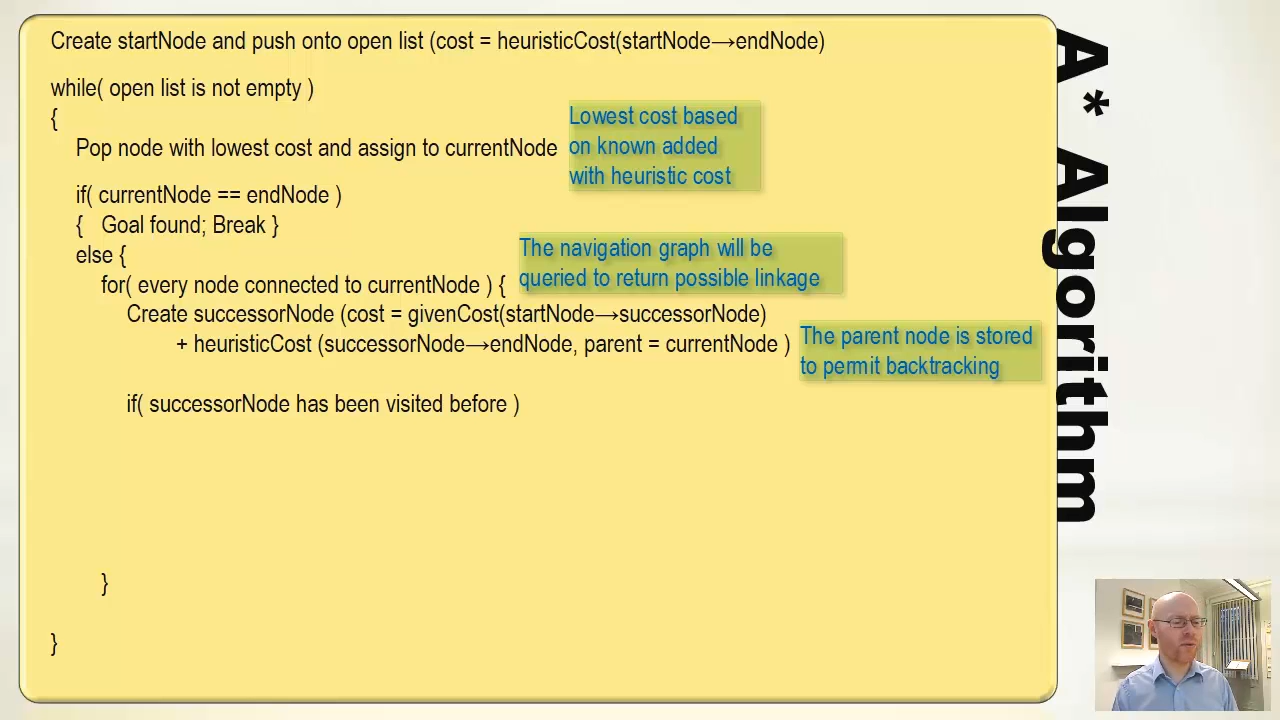 Create startNode and push onto open list (cost = heuristicCost(startNode→endNode)
while( open list is not empty )
{
Pop node with lowest cost and assign to currentNode
Lowest cost based
on known added
with heuristic cost
if( currentNode == endNode )
{ Goal found; Break }
else {
The navigation graph will be
queried to return possible linkage
for( every node connected to currentNode ) {
Create successorNode (cost = givenCost(startNode→successorNode)
+ heuristicCost (successorNode→endNode, parent = currentNode )
The parent node is stored
to permit backtracking
if( successorNode has been visited before )
}
}
A* Algorithm